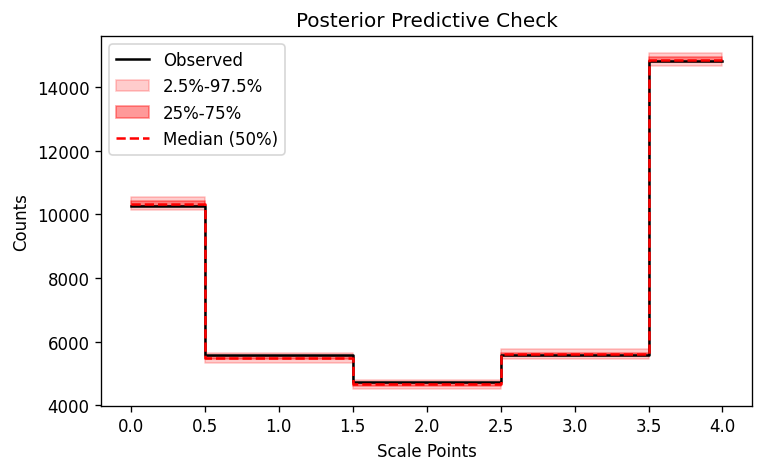 Posterior Predictive Check
Observed
2.5%-97.5%
25%-75%
Median (50%)
Counts
14000
12000
10000
8000
6000
4000
0.0 0.5 1.0 1.5 2.0 2.5 3.0 3.5 4.0
Scale Points